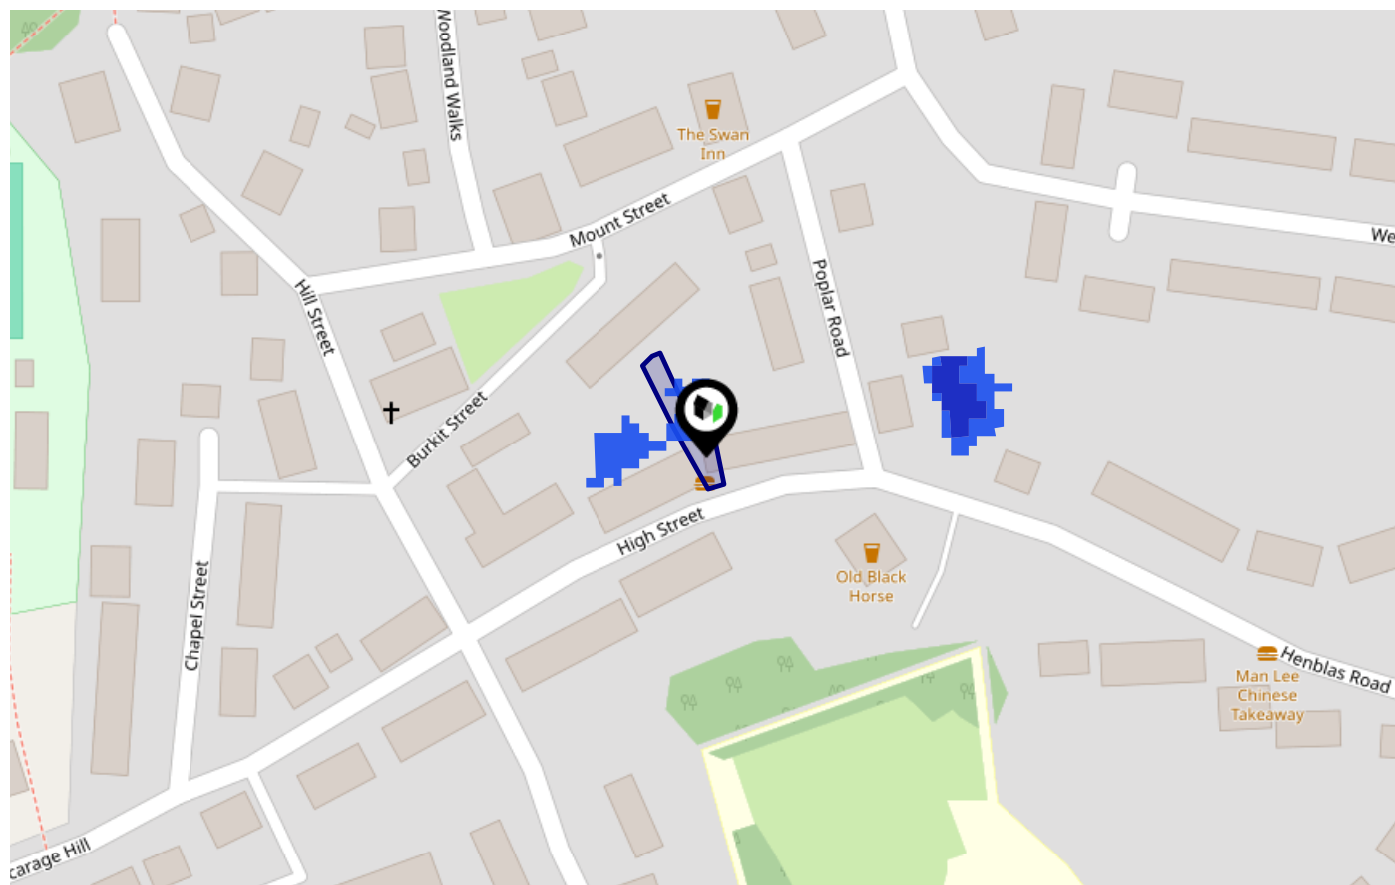 Woodland Walks
The Swan
Inn
Mount Street
Hill Street
Poplar Road
We
Burkit Street
High Street
Old Black
Horse
Chapel Street
Henblas Road
Man Lee
Chinese
Takeaway
carage Hill